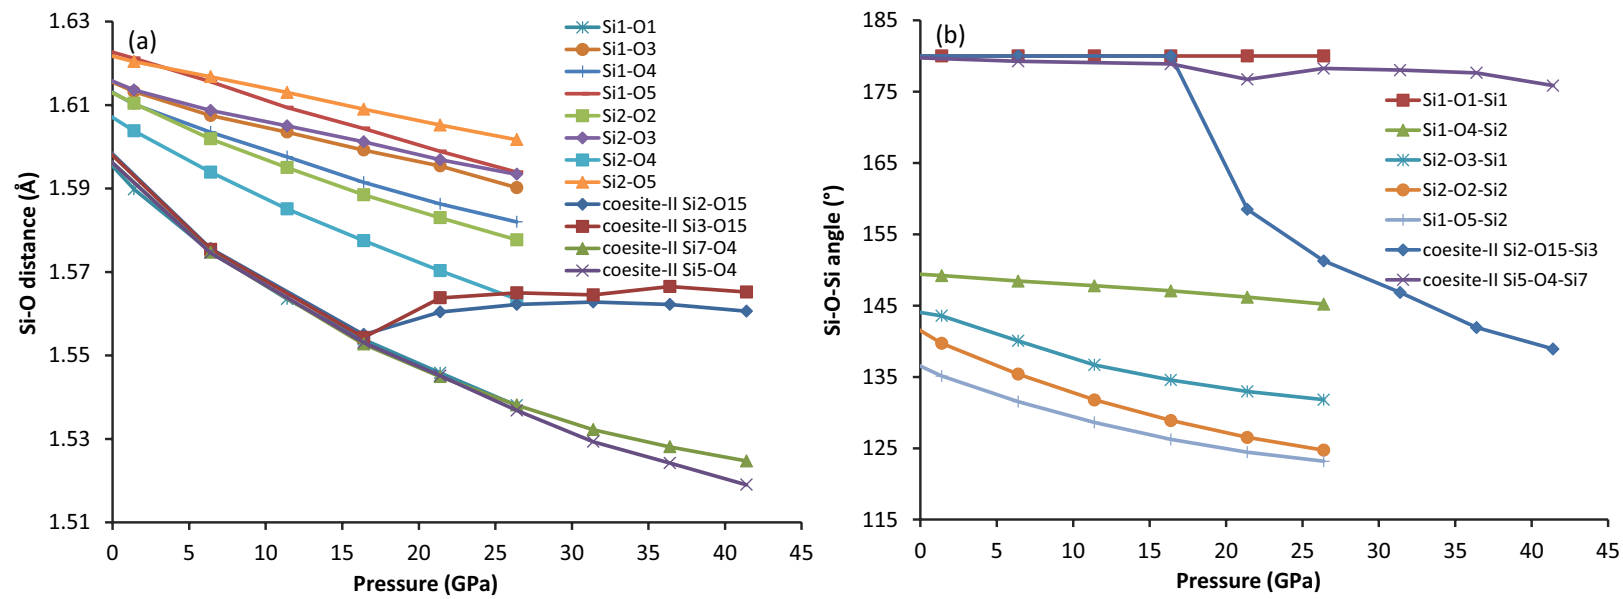 (a)
Si-O distance (Å)
1.63
1.61
1.59
1.57
1.55
1.53
1.51
0 5 10 15 20 25 30 35 40 45
Pressure (GPa)
Si1-O1
Si1-O3
Si1-O4
Si1-O5
Si2-O2
Si2-O3
Si2-O4
Si2-O5
coesite-II Si2-O15
coesite-II Si3-O15
coesite-II Si7-O4
coesite-II Si5-O4
(b)
Si-O-Si angle (°)
185
175
165
155
145
135
125
115
0 5 10 15 20 25 30 35 40 45
Pressure (GPa)
Si1-O1-Si1
Si1-O4-Si2
Si2-O3-Si1
Si2-O2-Si2
Si1-O5-Si2
coesite-II Si2-O15-Si3
coesite-II Si5-O4-Si7